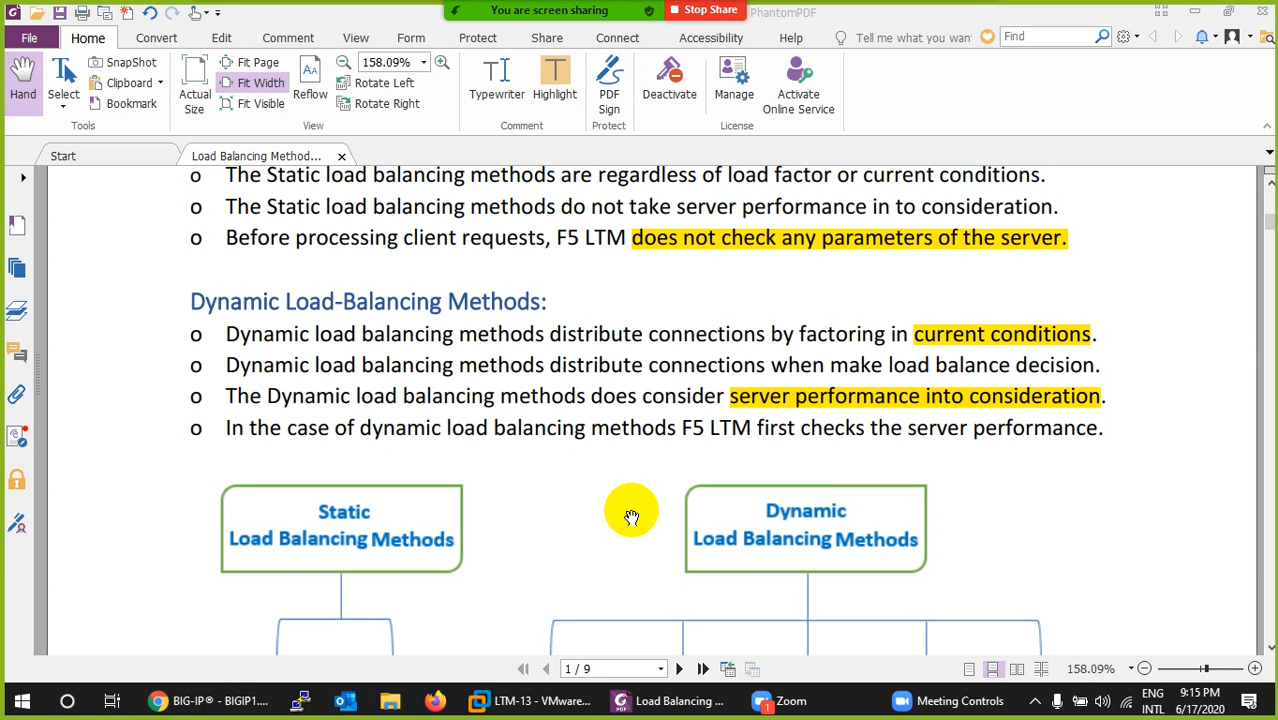 You are screen sharing
Stop Share
PhantomPDF
File
Home
Convert
Edit
Comment
View
Form
Protect
Share
Connect
Accessibility
Help
Tell me what you want
Find
Hand
Select
SnapShot
Clipboard
Bookmark
Tools
Actual
Size
Fit Page
Fit Width
Fit Visible
Reflow
158.09%
Rotate Left
Rotate Right
View
Typewriter
Highlight
Comment
PDF
Sign
Protect
Deactivate
Manage
Activate
Online Service
License
Start
Load Balancing Method...
o The Static load balancing methods are regardless of load factor or current conditions.
o The Static load balancing methods do not take server performance in to consideration.
o Before processing client requests, F5 LTM does not check any parameters of the server.
Dynamic Load-Balancing Methods:
o Dynamic load balancing methods distribute connections by factoring in current conditions.
o Dynamic load balancing methods distribute connections when make load balance decision.
o The Dynamic load balancing methods does consider server performance into consideration.
o In the case of dynamic load balancing methods F5 LTM first checks the server performance.
Static
Load Balancing Methods
Dynamic
Load Balancing Methods
1 / 9
158.09%
BIG-IP® - BIGIP1....
LTM-13 - VMware...
Load Balancing ...
Zoom
1
Meeting Controls
ENG
INTL
9:15 PM
6/17/2020